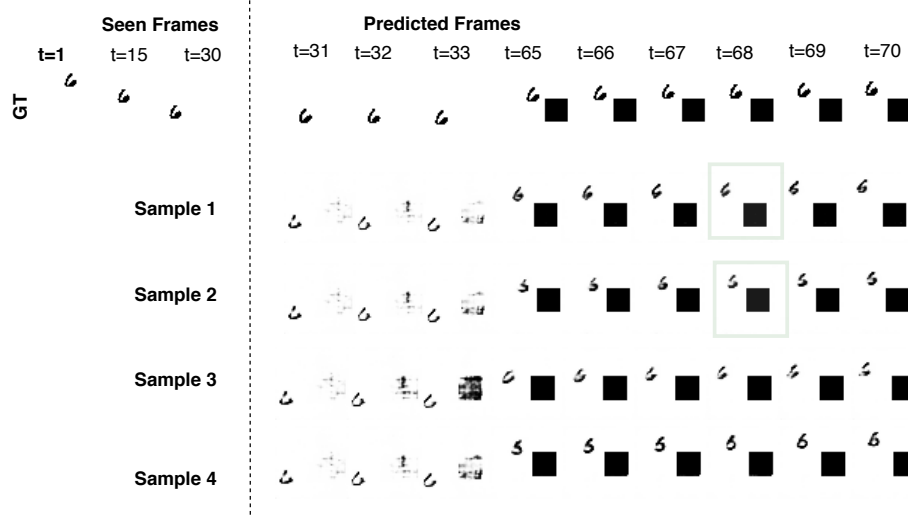 Seen Frames
Predicted Frames
t=1 t=15 t=30 t=31 t=32 t=33 t=65 t=66 t=67 t=68 t=69 t=70
GT
Sample 1
Sample 2
Sample 3
Sample 4